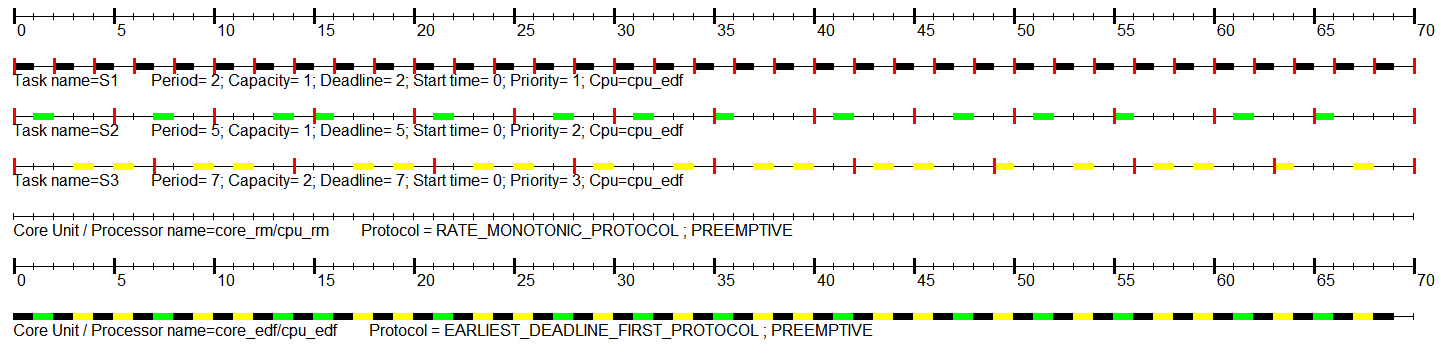 0 5 10 15 20 25 30 35 40 45 50 55 60 65 70
Task name=S1 Period= 2; Capacity= 1; Deadline= 2; Start time= 0; Priority= 1; Cpu=cpu_edf
Task name=S2 Period= 5; Capacity= 1; Deadline= 5; Start time= 0; Priority= 2; Cpu=cpu_edf
Task name=S3 Period= 7; Capacity= 2; Deadline= 7; Start time= 0; Priority= 3; Cpu=cpu_edf
Core Unit / Processor name=core_rm/cpu_rm Protocol = RATE_MONOTONIC_PROTOCOL ; PREEMPTIVE
0 5 10 15 20 25 30 35 40 45 50 55 60 65 70
Core Unit / Processor name=core_edf/cpu_edf Protocol = EARLIEST_DEADLINE_FIRST_PROTOCOL ; PREEMPTIVE